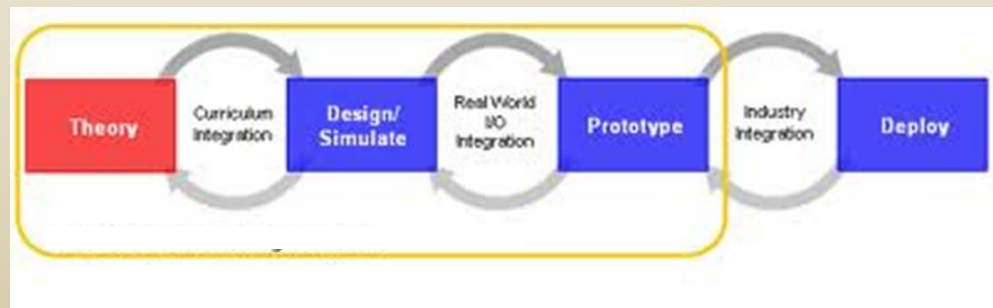 Theory
Curriculum
Integration
Design/
Simulate
Real World
I/O
Integration
Prototype
Industry
Integration
Deploy